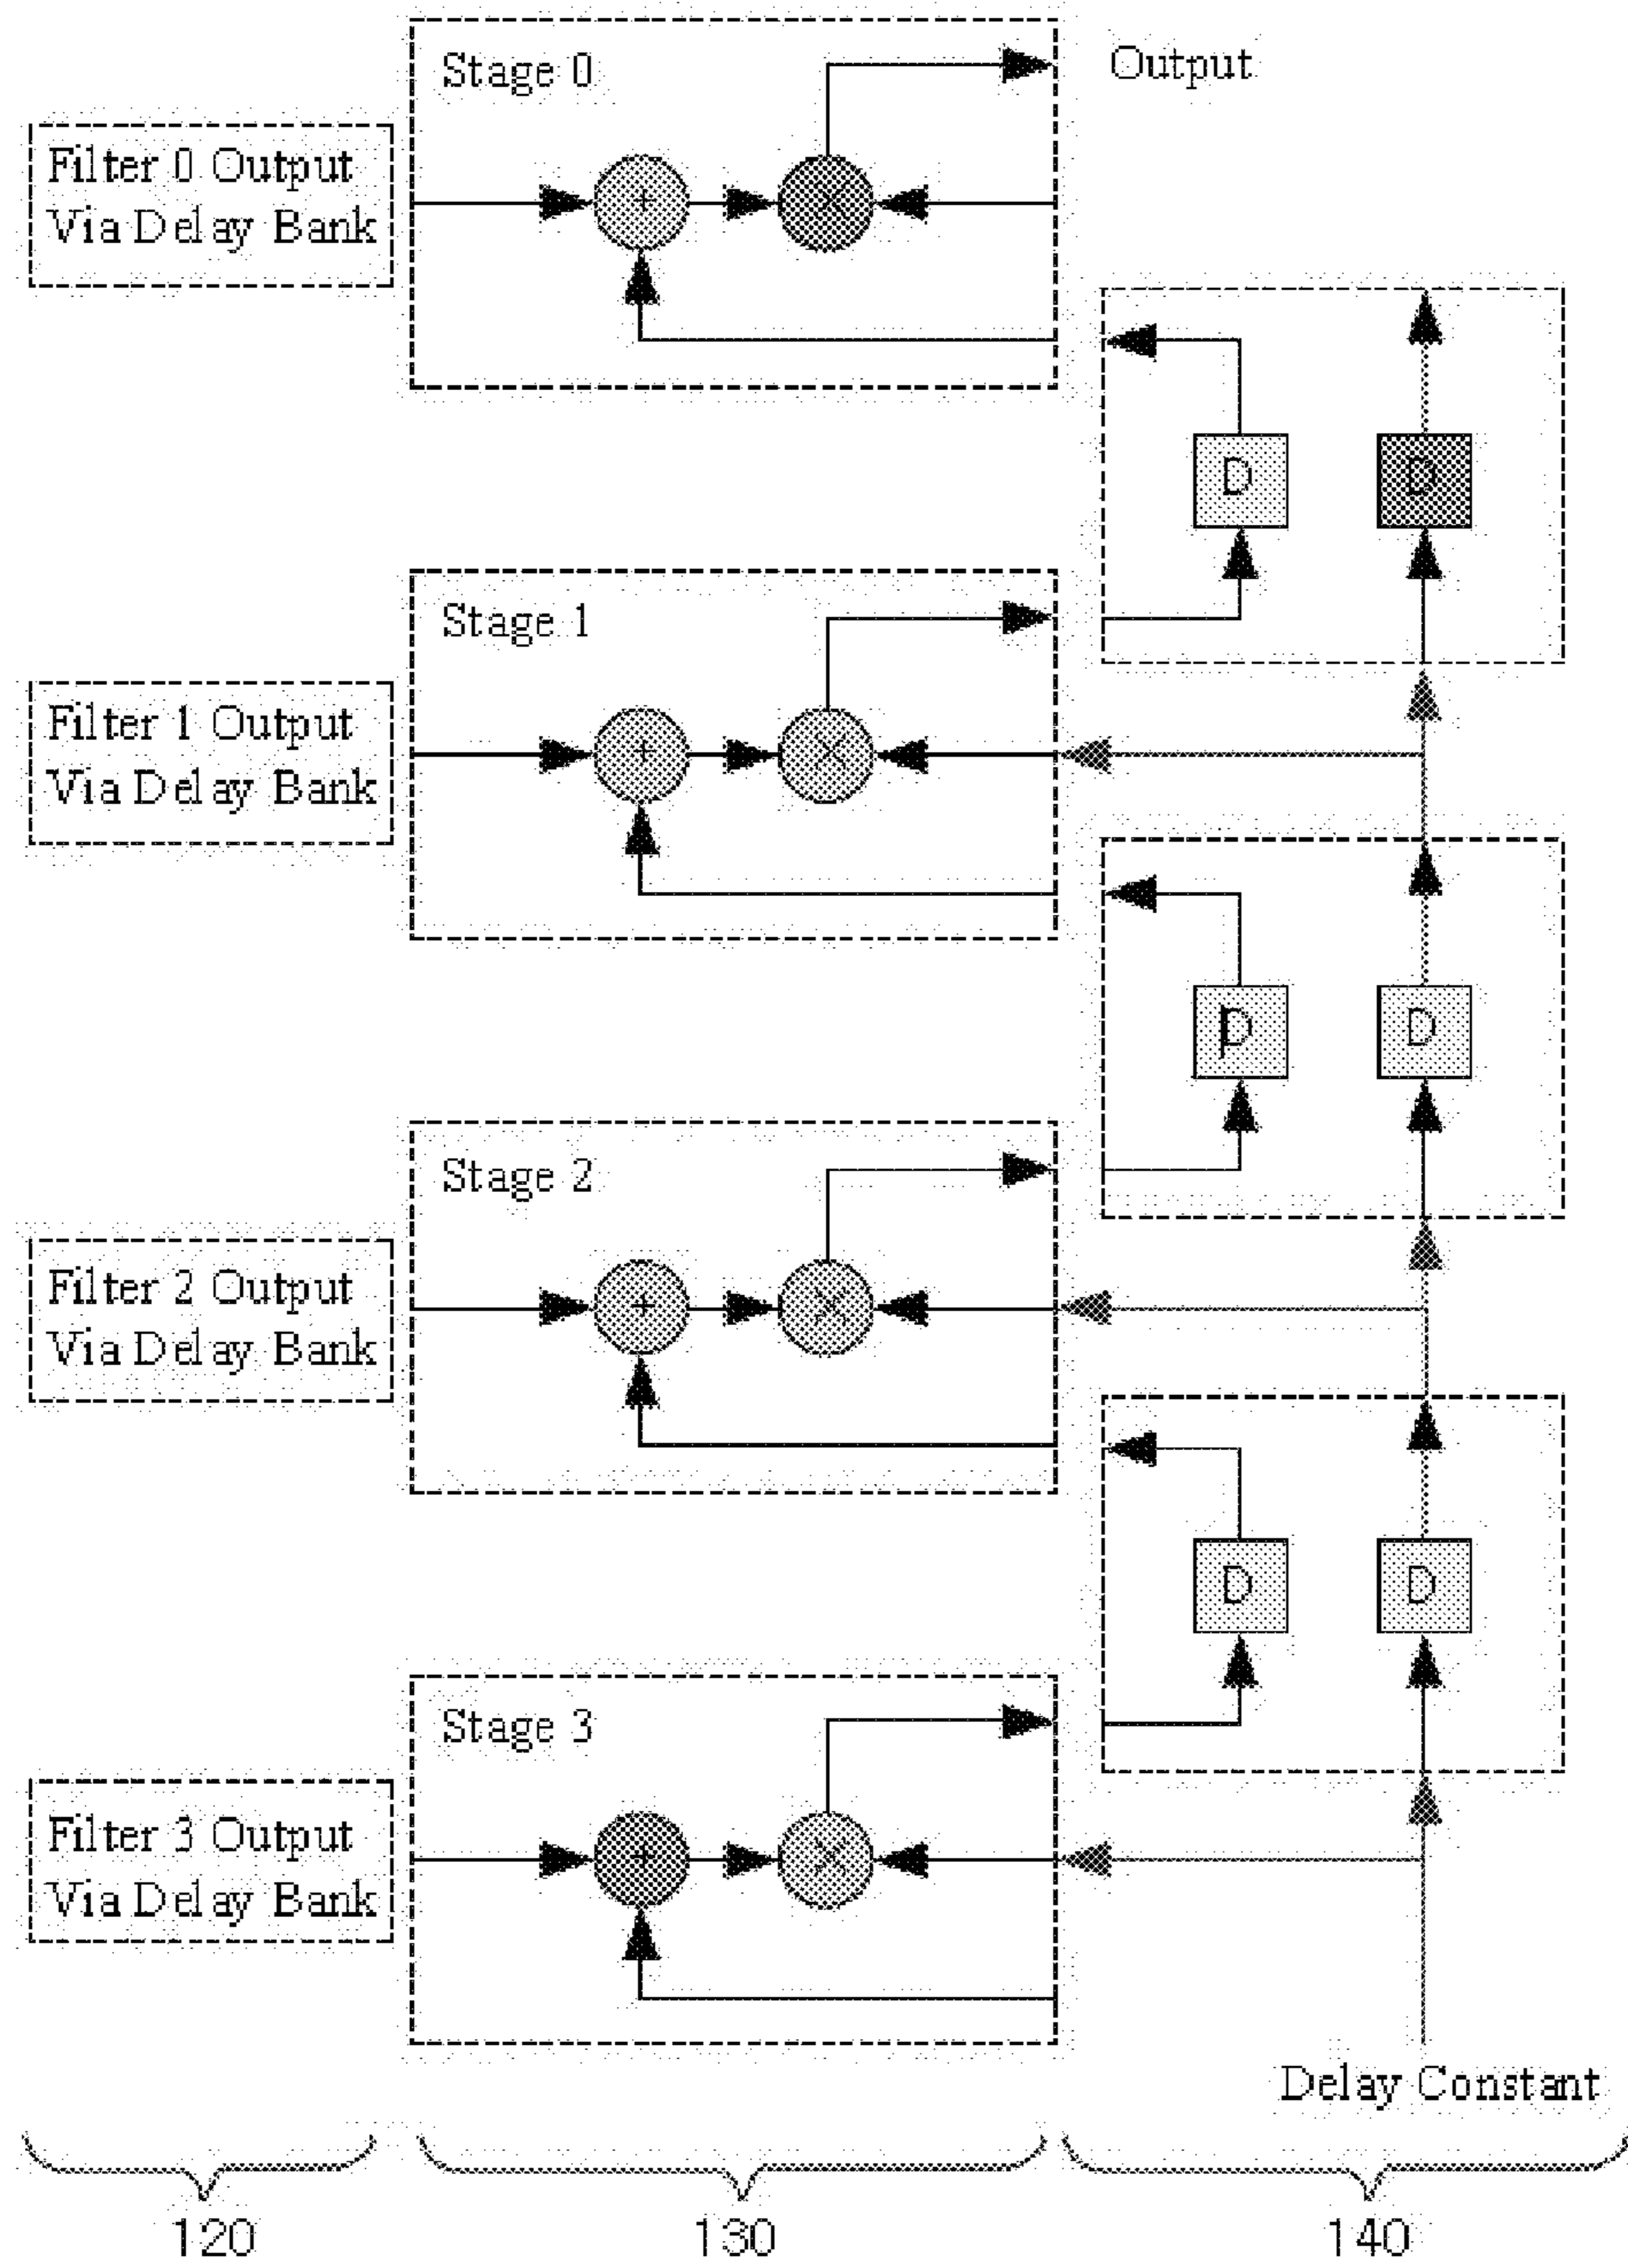 Stage 0
Output
Filter 0 Output
Via Delay Bank
+
X
D
D
Stage 1
Filter 1 Output
Via Delay Bank
+
X
D
D
Stage 2
Filter 2 Output
Via Delay Bank
+
X
D
D
Stage 3
Filter 3 Output
Via Delay Bank
+
X
Delay Constant
120
130
140